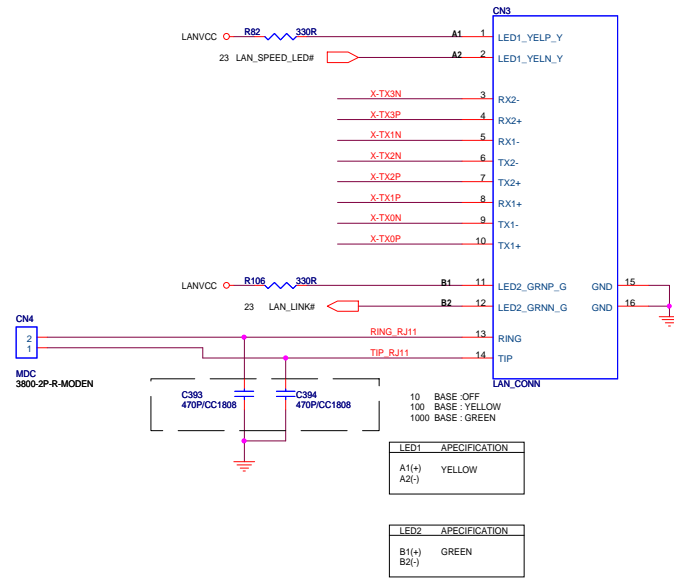 CN3
LANVCC R82 330R A1 1 LED1_YELP_Y
23 LAN_SPEED_LED# A2 2 LED1_YELN_Y
X-TX3N 3 RX2-
X-TX3P 4 RX2+
X-TX1N 5 RX1-
X-TX2N 6 TX2-
X-TX2P 7 TX2+
X-TX1P 8 RX1+
X-TX0N 9 TX1-
X-TX0P 10 TX1+
LANVCC R106 330R B1 11 LED2_GRNP_G GND 15
23 LAN_LINK# B2 12 LED2_GRNN_G GND 16
CN4
RING_RJ11 13 RING
2
1
TIP_RJ11 14 TIP
MDC
3800-2P-R-MODEN
LAN_CONN
C393
470P/CC1808
C394
470P/CC1808
10 BASE :OFF
100 BASE : YELLOW
1000 BASE : GREEN
LED1 APECIFICATION
A1(+) YELLOW
A2(-)
LED2 APECIFICATION
B1(+) GREEN
B2(-)